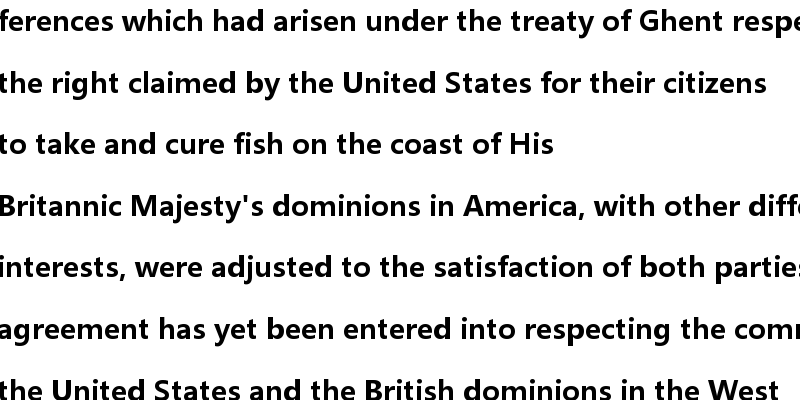 ferences which had arisen under the treaty of Ghent respe
the right claimed by the United States for their citizens
to take and cure fish on the coast of His
Britannic Majesty's dominions in America, with other diffe
interests, were adjusted to the satisfaction of both parties
agreement has yet been entered into respecting the com
the United States and the British dominions in the West